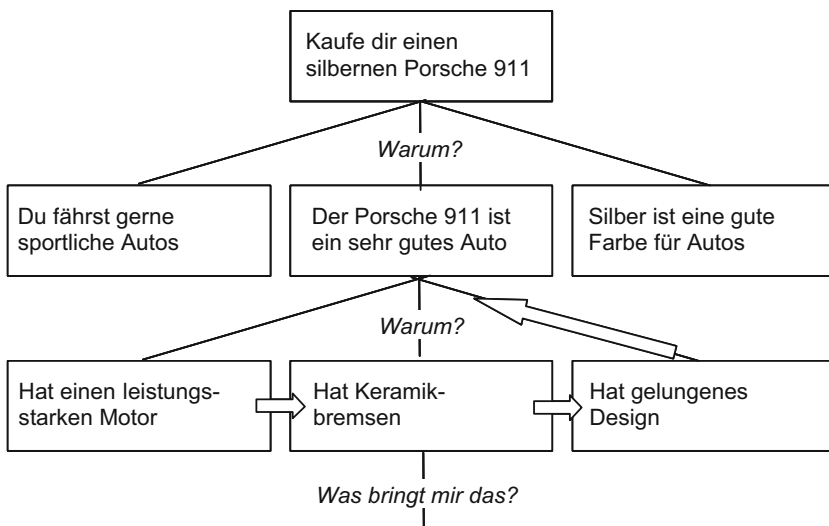 Kaufe dir einen
silbernen Porsche 911
Warum?
Du fährst gerne
sportliche Autos
Der Porsche 911 ist
ein sehr gutes Auto
Silber ist eine gute
Farbe für Autos
Warum?
Hat einen leistungs-
starken Motor
Hat Keramik-
bremsen
Hat gelungenes
Design
Was bringt mir das?